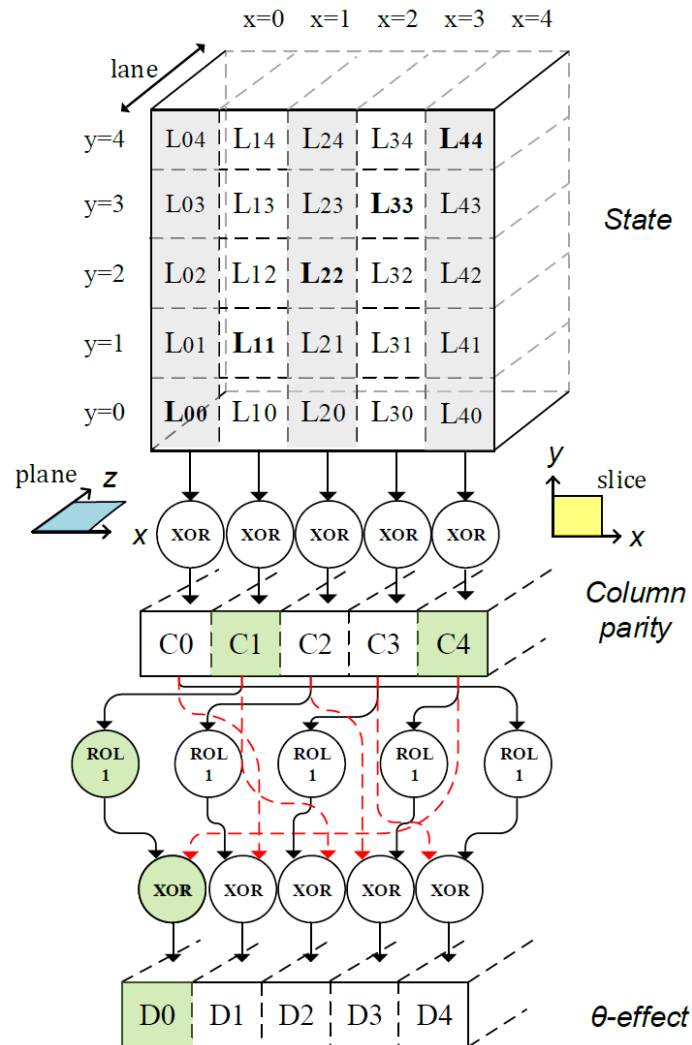 x=0 x=1 x=2 x=3 x=4
lane
y=4 L04 L14 L24 L34 L44
y=3 L03 L13 L23 L33 L43
State
y=2 L02 L12 L22 L32 L42
y=1 L01 L11 L21 L31 L41
y=0 L00 L10 L20 L30 L40
plane z x
y slice x
XOR XOR XOR XOR XOR
Column
parity
C0 C1 C2 C3 C4
ROL ROL ROL ROL ROL
1 1 1 1 1
XOR XOR XOR XOR XOR
D0 D1 D2 D3 D4
θ-effect